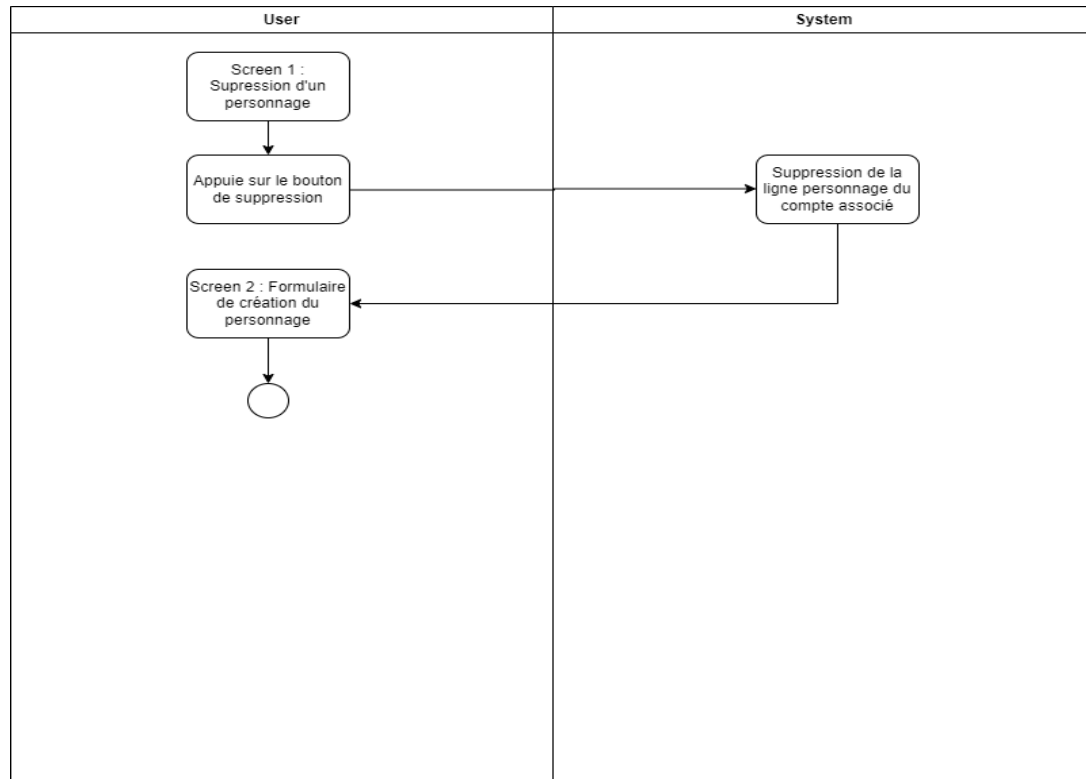 User
System
Screen 1 :
Supression d'un
personnage
Appuie sur le bouton
de suppression
Suppression de la
ligne personnage du
compte associé
Screen 2 : Formulaire
de création du
personnage